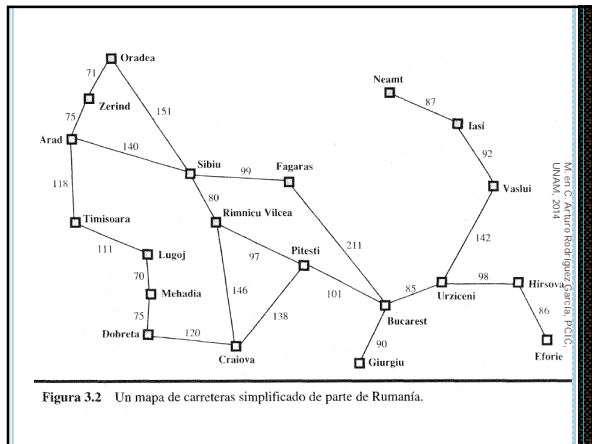 Oradea
71
Neamt
Zerind
87
151
75
Iasi
Arad
140
92
Sibiu
99
Fagaras
118
80
Vaslui
Timisoara
Rimnicu Vilcea
111
Lugoj
97
Pitesti
211
142
70
98
Hirsova
Mehadia
146
101
85
Urziceni
75
138
86
Bucarest
Dobreta
120
90
Craiova
Giurgiu
Eforie
M. en C. Arturo Rodríguez García, PCIC,
UNAM, 2014
Figura 3.2 Un mapa de carreteras simplificado de parte de Rumanía.